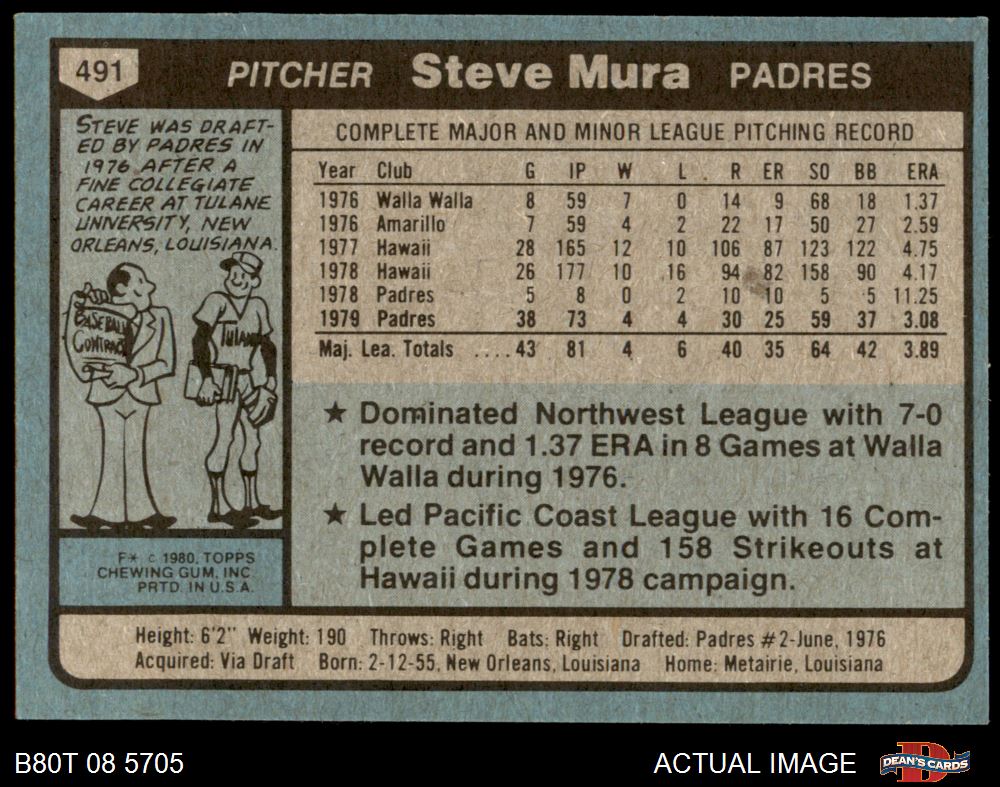 491 PITCHER Steve Mura PADRES
STEVE WAS DRAFT-
ED BY PADRES IN
1976 AFTER A
FINE COLLEGIATE
CAREER AT TULANE
UNIVERSITY, NEW
ORLEANS, LOUISIANA.
BASEBALL
CONTRACT
TULANE
F* © 1980, TOPPS
CHEWING GUM, INC
PRTD. IN U.S.A.
COMPLETE MAJOR AND MINOR LEAGUE PITCHING RECORD
Year Club G IP W L R ER SO BB ERA
1976 Walla Walla 8 59 7 0 14 9 68 18 1.37
1976 Amarillo 7 59 4 2 22 17 50 27 2.59
1977 Hawaii 28 165 12 10 106 87 123 122 4.75
1978 Hawaii 26 177 10 16 94 82 158 90 4.17
1978 Padres 5 8 0 2 10 10 5 5 11.25
1979 Padres 38 73 4 4 30 25 59 37 3.08
Maj. Lea. Totals ....43 81 4 6 40 35 64 42 3.89
★ Dominated Northwest League with 7-0
record and 1.37 ERA in 8 Games at Walla
Walla during 1976.
★ Led Pacific Coast League with 16 Com-
plete Games and 158 Strikeouts at
Hawaii during 1978 campaign.
Height: 6'2" Weight: 190 Throws: Right Bats: Right Drafted: Padres #2-June, 1976
Acquired: Via Draft Born: 2-12-55, New Orleans, Louisiana Home: Metairie, Louisiana
B80T 08 5705 ACTUAL IMAGE DEAN'S CARDS